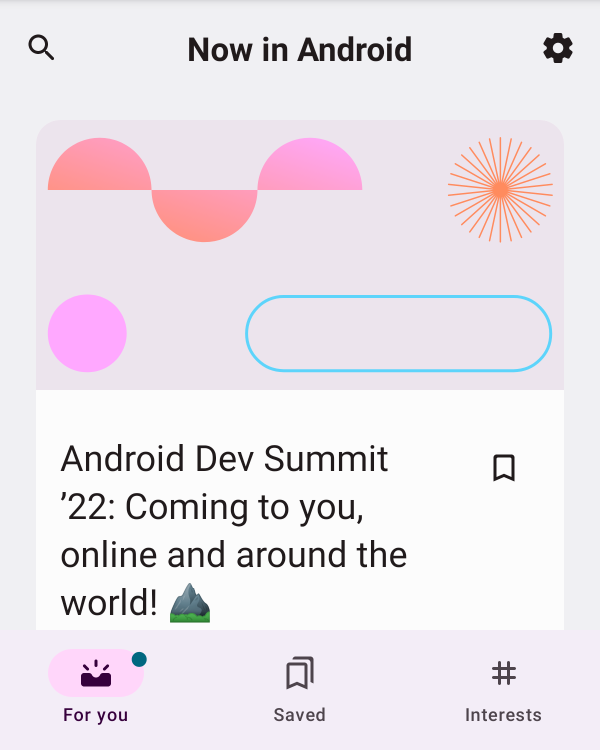 Now in Android
Android Dev Summit
’22: Coming to you,
online and around the
world! ⛰️
For you
Saved
Interests